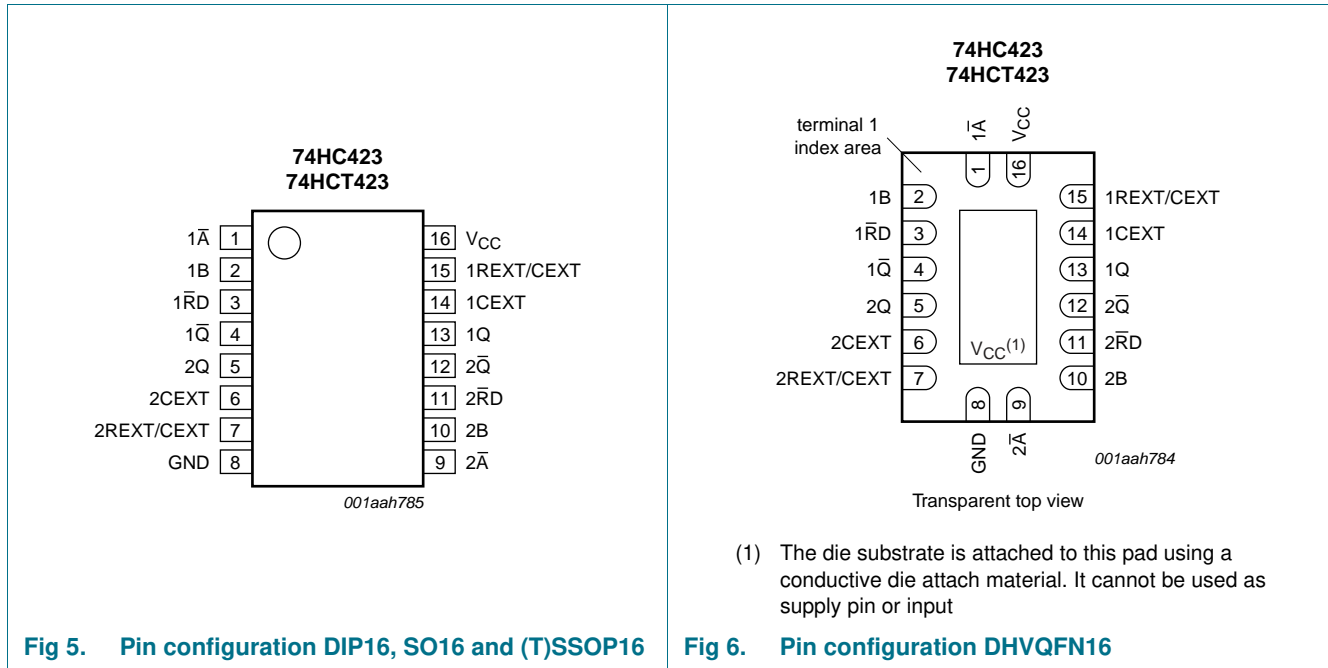 74HC423
74HCT423
1A̅ 1
1B 2
1R̅D 3
1Q̅ 4
2Q 5
2CEXT 6
2REXT/CEXT 7
GND 8
16 VCC
15 1REXT/CEXT
14 1CEXT
13 1Q
12 2Q̅
11 2R̅D
10 2B
9 2A̅
001aah785
Fig 5. Pin configuration DIP16, SO16 and (T)SSOP16
74HC423
74HCT423
terminal 1
index area
1A̅
VCC
1
16
1B 2
1R̅D 3
1Q̅ 4
2Q 5
2CEXT 6
2REXT/CEXT 7
15 1REXT/CEXT
14 1CEXT
13 1Q
12 2Q̅
11 2R̅D
10 2B
VCC(1)
8
9
GND
2A̅
001aah784
Transparent top view
(1) The die substrate is attached to this pad using a
conductive die attach material. It cannot be used as
supply pin or input
Fig 6. Pin configuration DHVQFN16